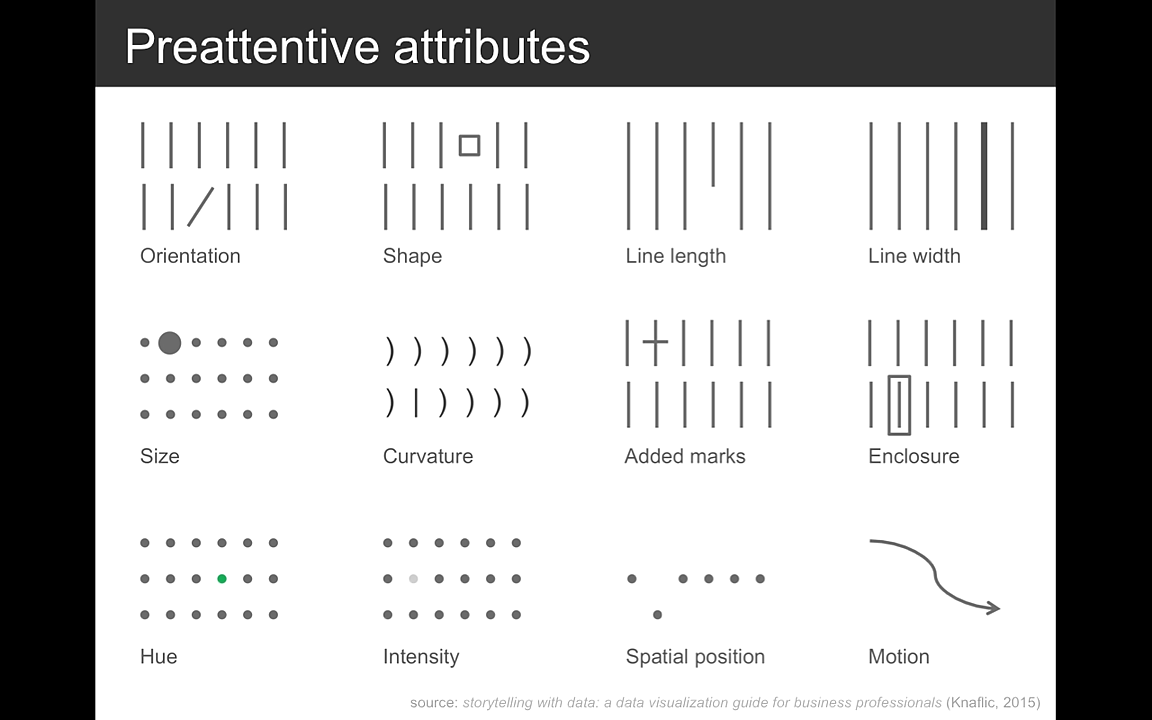 Preattentive attributes
Orientation
Shape
Line length
Line width
Size
Curvature
Added marks
Enclosure
Hue
Intensity
Spatial position
Motion
source: storytelling with data: a data visualization guide for business professionals (Knaflic, 2015)